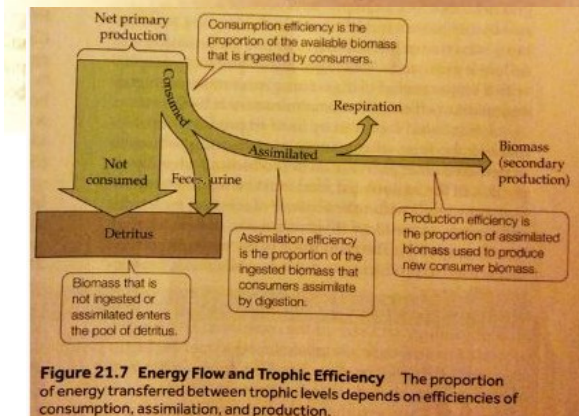 Net primary
production
Consumption efficiency is the
proportion of the available biomass
that is ingested by consumers.
Consumed
Respiration
Assimilated
Biomass
(secondary
production)
Not
consumed
Feces, urine
Detritus
Assimilation efficiency
is the proportion of the
ingested biomass that
consumers assimilate
by digestion.
Production efficiency is
the proportion of assimilated
biomass used to produce
new consumer biomass.
Biomass that is
not ingested or
assimilated enters
the pool of detritus.
Figure 21.7 Energy Flow and Trophic Efficiency The proportion
of energy transferred between trophic levels depends on efficiencies of
consumption, assimilation, and production.